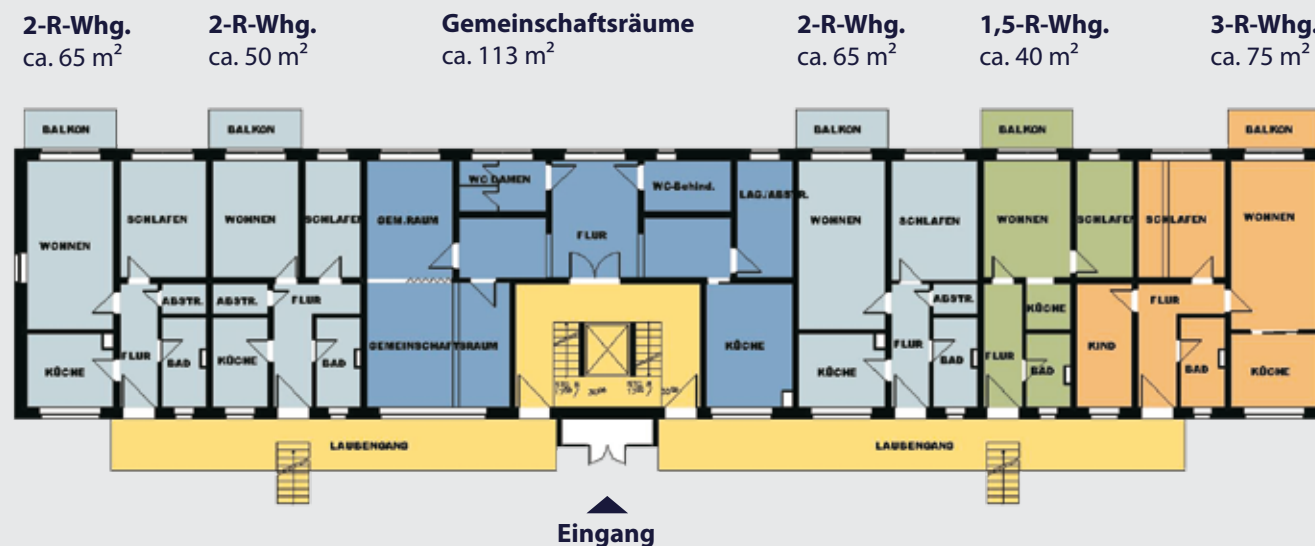 2-R-Whg.
ca. 65 m²
2-R-Whg.
ca. 50 m²
Gemeinschaftsräume
ca. 113 m²
2-R-Whg.
ca. 65 m²
1,5-R-Whg.
ca. 40 m²
3-R-Whg.
ca. 75 m²
BALKON
BALKON
BALKON
BALKON
BALKON
WOHNEN
SCHLAFEN
WOHNEN
SCHLAFEN
GEM.RAUM
WC DAMEN
FLUR
WC-Behind.
LAG./ABSTR.
WOHNEN
SCHLAFEN
WOHNEN
SCHLAFEN
SCHLAFEN
WOHNEN
ABSTR.
ABSTR.
FLUR
ABSTR.
KÜCHE
FLUR
KÜCHE
FLUR
BAD
KÜCHE
BAD
GEMEINSCHAFTSRAUM
KÜCHE
KÜCHE
FLUR
BAD
FLUR
BAD
KIND
BAD
KÜCHE
LAUBENGANG
LAUBENGANG
Eingang